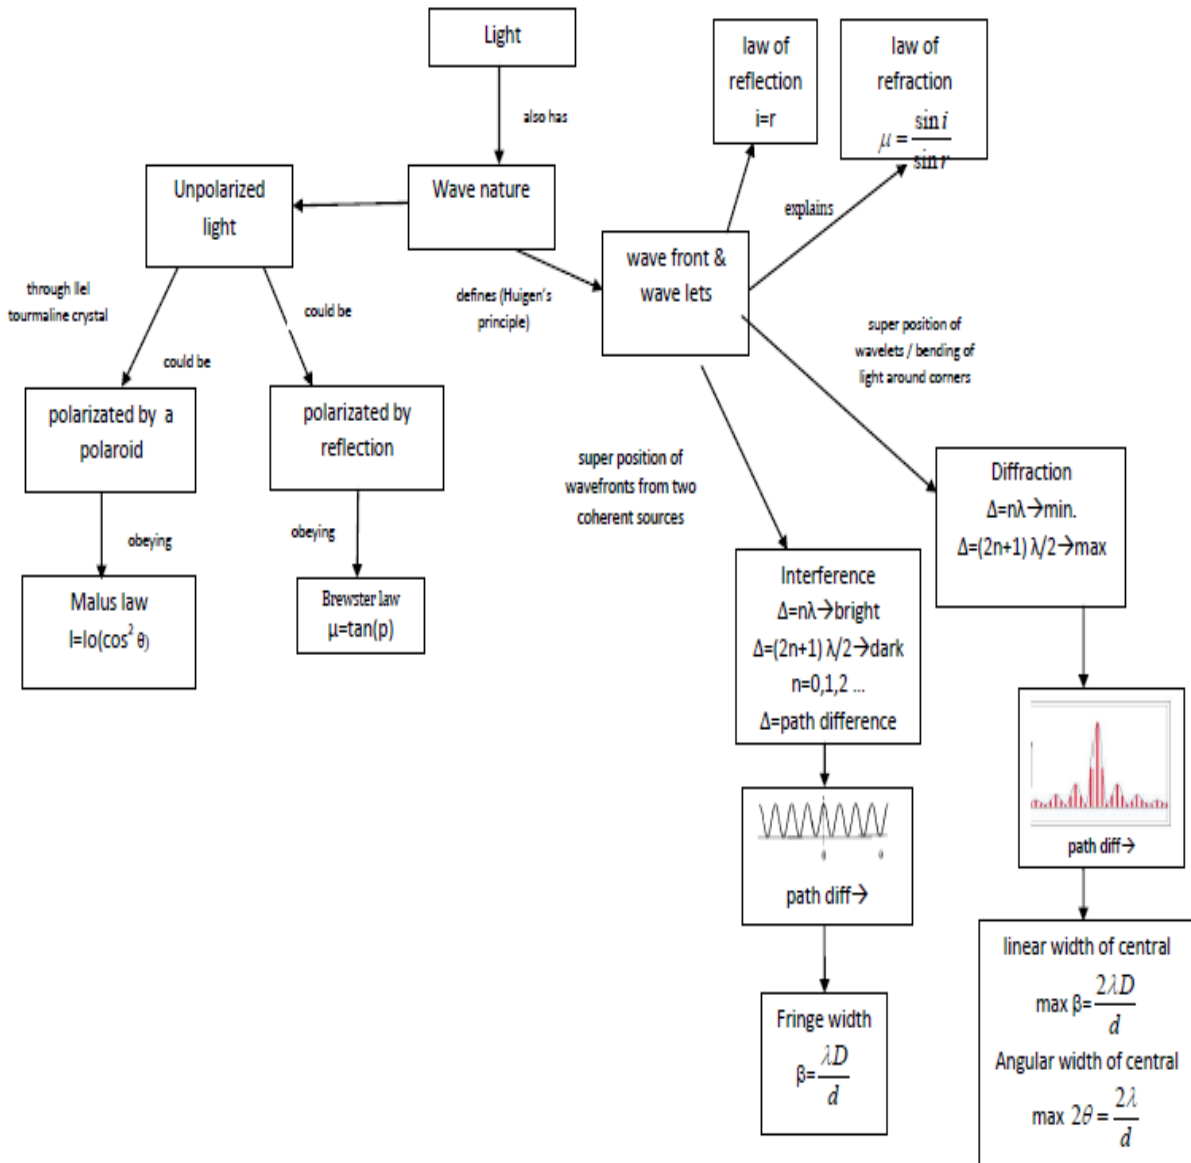 Light
also has
law of
reflection
i=r
law of
refraction
μ = sin i / sin r
Unpolarized
light
Wave nature
explains
wave front &
wave lets
through llel
tourmaline crystal
could be
could be
defines (Huigen's
principle)
super position of
wavelets / bending of
light around corners
polarizated by a
polaroid
polarizated by
reflection
super position of
wavefronts from two
coherent sources
Diffraction
Δ=nλ→min.
Δ=(2n+1) λ/2→max
obeying
obeying
Malus law
I=Io(cos² θ)
Brewster law
μ=tan(p)
Interference
Δ=nλ→bright
Δ=(2n+1) λ/2→dark
n=0,1,2 ...
Δ=path difference
path diff→
path diff→
Fringe width
β= λD / d
linear width of central
max β= 2λD / d
Angular width of central
max 2θ = 2λ / d